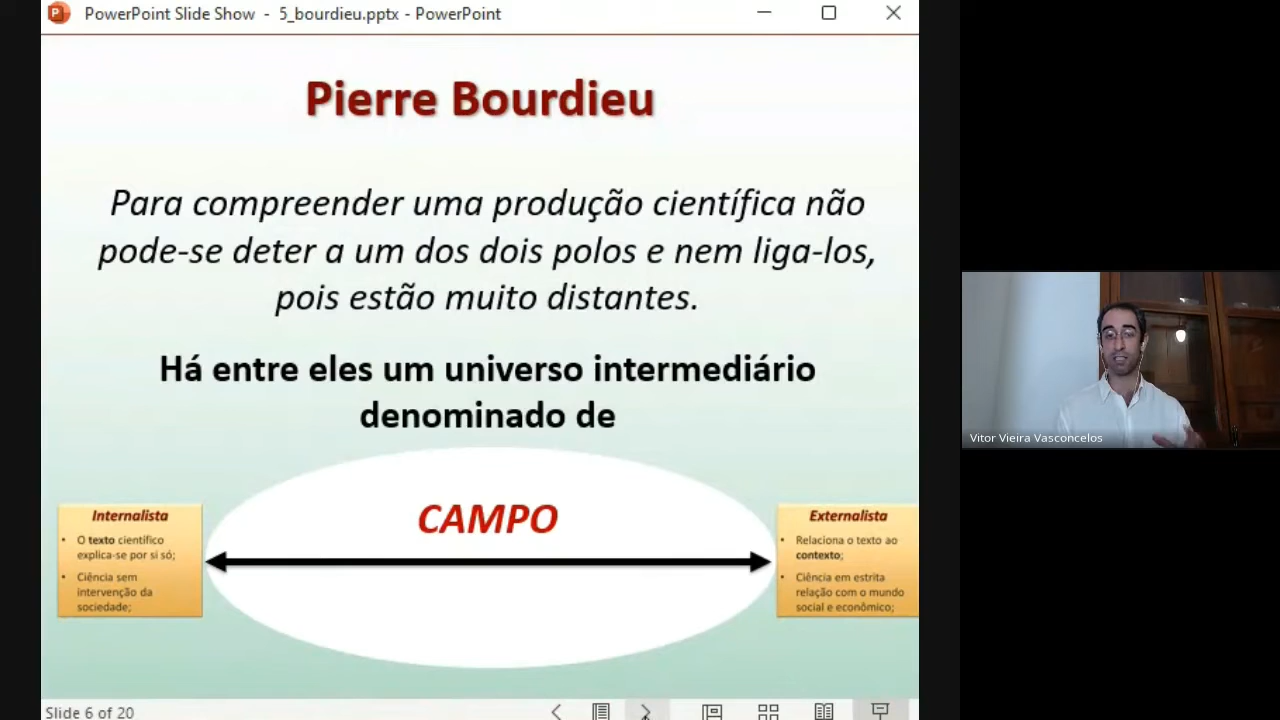 PowerPoint Slide Show - 5_bourdieu.pptx - PowerPoint
Pierre Bourdieu
Para compreender uma produção científica não
pode-se deter a um dos dois polos e nem liga-los,
pois estão muito distantes.
Há entre eles um universo intermediário
denominado de
CAMPO
Internalista
• O texto científico
explica-se por si só;
• Ciência sem
intervenção da
sociedade;
Externalista
• Relaciona o texto ao
contexto;
• Ciência em estrita
relação com o mundo
social e econômico;
Vitor Vieira Vasconcelos
Slide 6 of 20